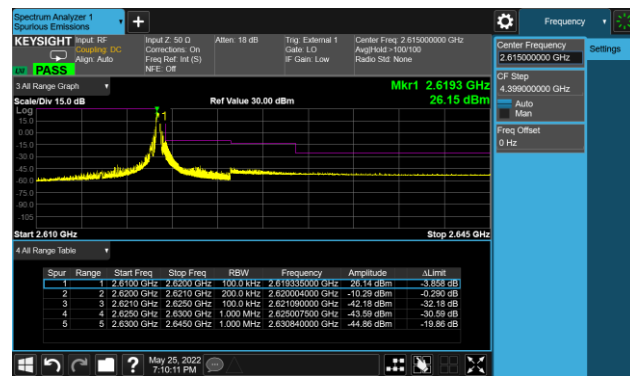 Spectrum Analyzer 1
Spurious Emissions
+
Frequency
KEYSIGHT Input: RF
Coupling: DC
Align: Auto
Input Z: 50 Ω
Corrections: On
Freq Ref: Int (S)
NFE: Off
Atten: 18 dB
Trig: External 1
Gate: LO
IF Gain: Low
Center Freq: 2.615000000 GHz
Avg|Hold:>100/100
Radio Std: None
PASS
Center Frequency
2.615000000 GHz
Settings
CF Step
4.399000000 GHz
Auto
Man
Freq Offset
0 Hz
3 All Range Graph
Mkr1 2.6193 GHz
Scale/Div 15.0 dB
Ref Value 30.00 dBm
26.15 dBm
Log
1
15.0
0.00
-15.0
-30.0
-45.0
-60.0
-75.0
-90.0
-105
Start 2.610 GHz
Stop 2.645 GHz
4 All Range Table
Spur Range Start Freq Stop Freq RBW Frequency Amplitude ΔLimit
1 1 2.6100 GHz 2.6200 GHz 100.0 kHz 2.619335000 GHz 26.14 dBm -3.858 dB
2 2 2.6200 GHz 2.6210 GHz 200.0 kHz 2.620004000 GHz -10.29 dBm -0.290 dB
3 3 2.6210 GHz 2.6250 GHz 100.0 kHz 2.621090000 GHz -42.18 dBm -32.18 dB
4 4 2.6250 GHz 2.6300 GHz 1.000 MHz 2.625007500 GHz -43.59 dBm -30.59 dB
5 5 2.6300 GHz 2.6450 GHz 1.000 MHz 2.630840000 GHz -44.86 dBm -19.86 dB
?
May 25, 2022
7:10:11 PM